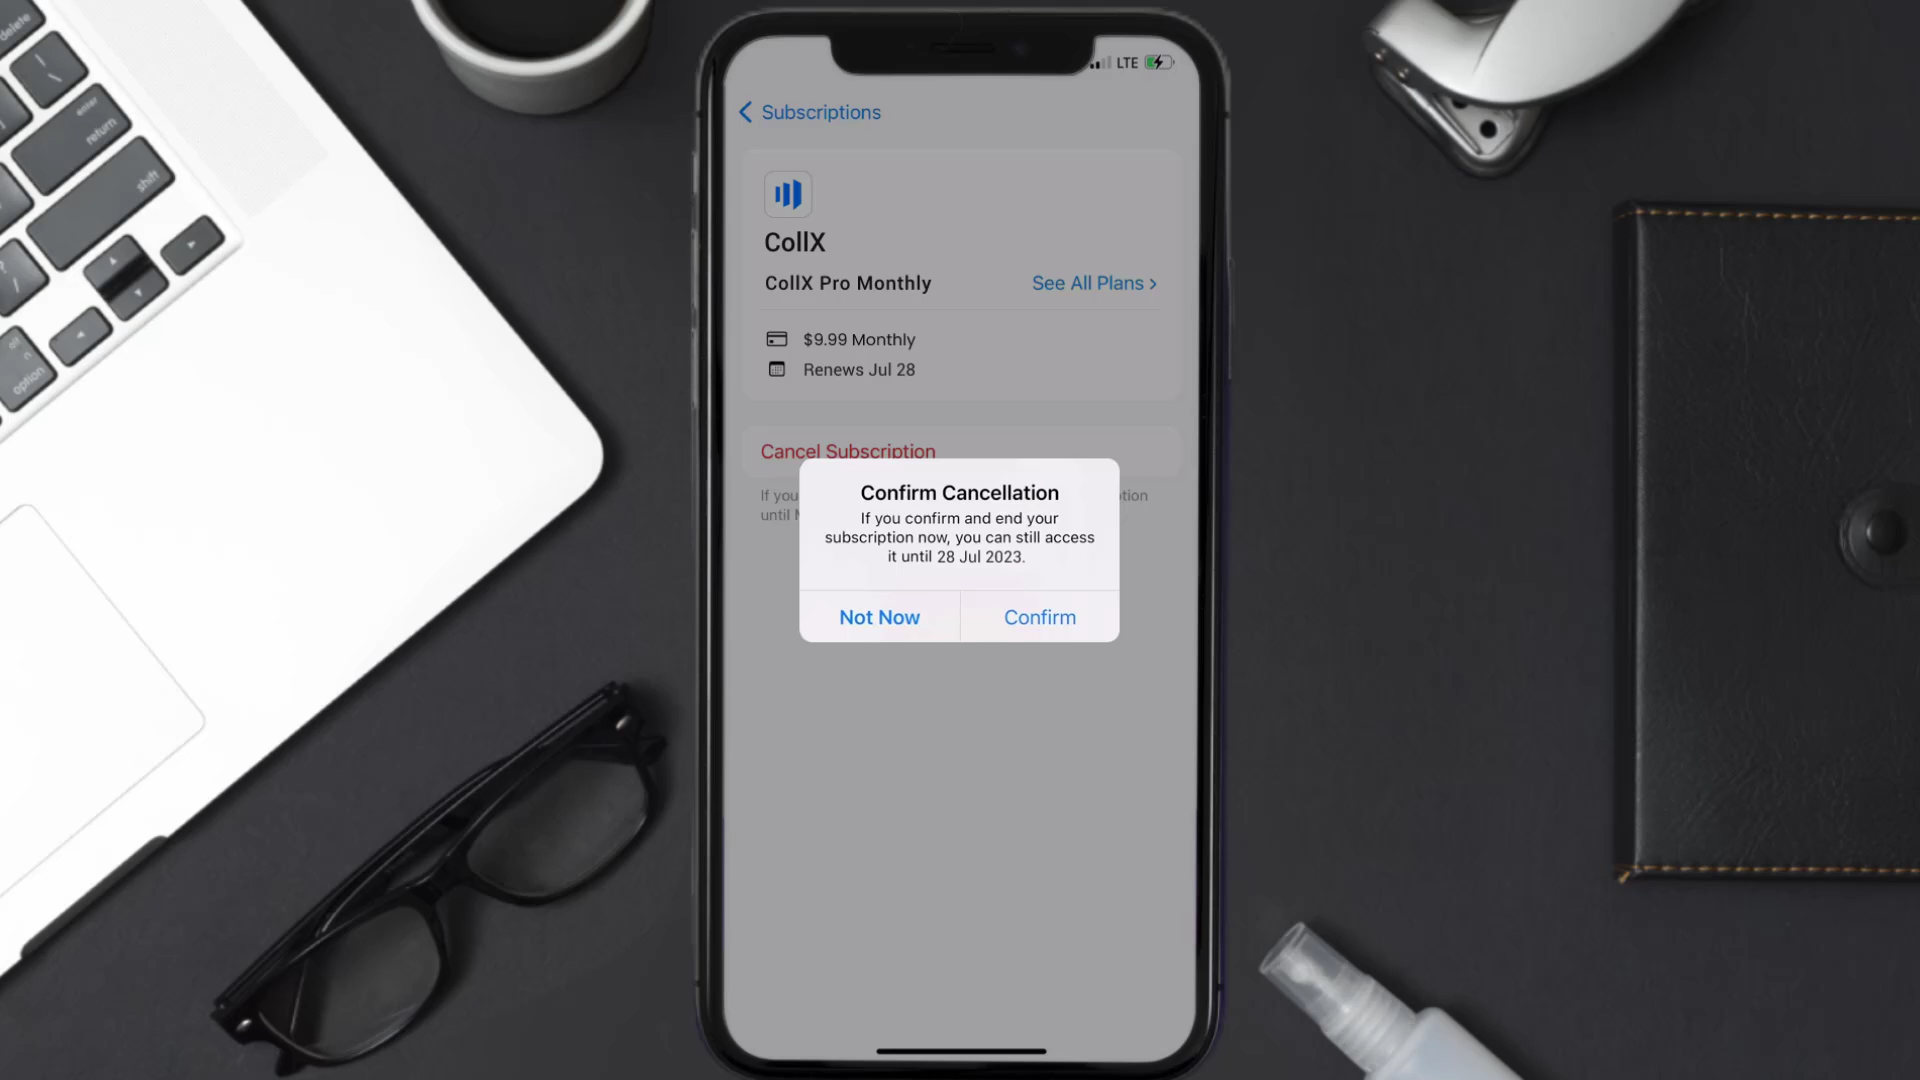 delete
enter
return
shift
alt
option
LTE
Subscriptions
CollX
CollX Pro Monthly
See All Plans >
$9.99 Monthly
Renews Jul 28
Cancel Subscription
If you
tion
until
Confirm Cancellation
If you confirm and end your
subscription now, you can still access
it until 28 Jul 2023.
Not Now
Confirm